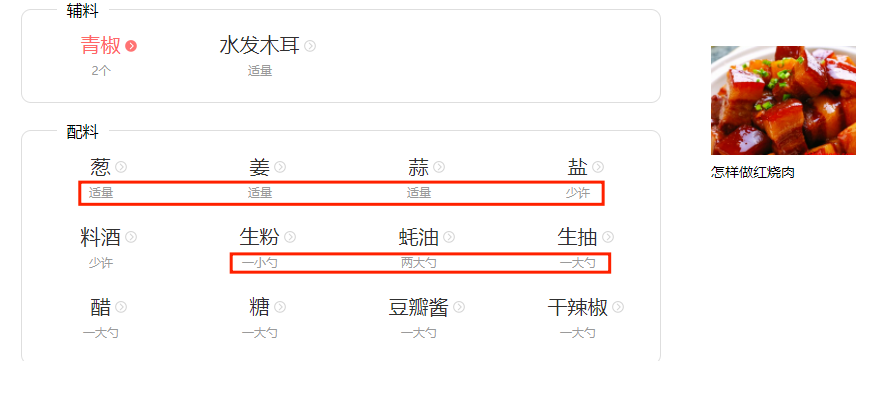 辅料
青椒 水发木耳
2个 适量
配料
葱 姜 蒜 盐
适量 适量 适量 少许
料酒 生粉 蚝油 生抽
少许 一小勺 两大勺 一大勺
醋 糖 豆瓣酱 干辣椒
一大勺 一大勺 一大勺 一大勺
怎样做红烧肉